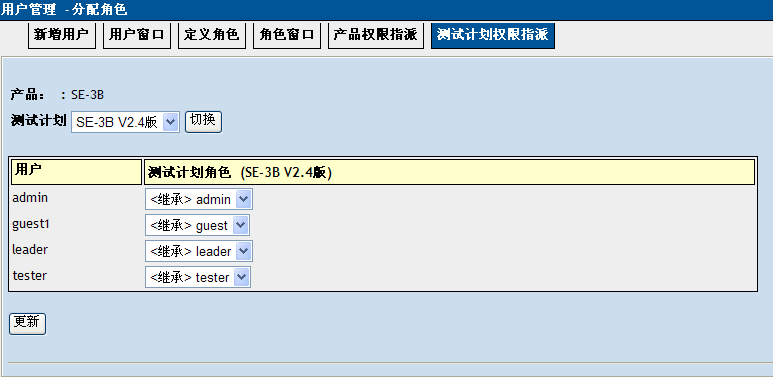 用户管理 - 分配角色
新增用户 用户窗口 定义角色 角色窗口 产品权限指派 测试计划权限指派
产品： : SE-3B
测试计划 SE-3B V2.4版 切换
用户 测试计划角色 (SE-3B V2.4版)
admin <继承> admin
guest1 <继承> guest
leader <继承> leader
tester <继承> tester
更新